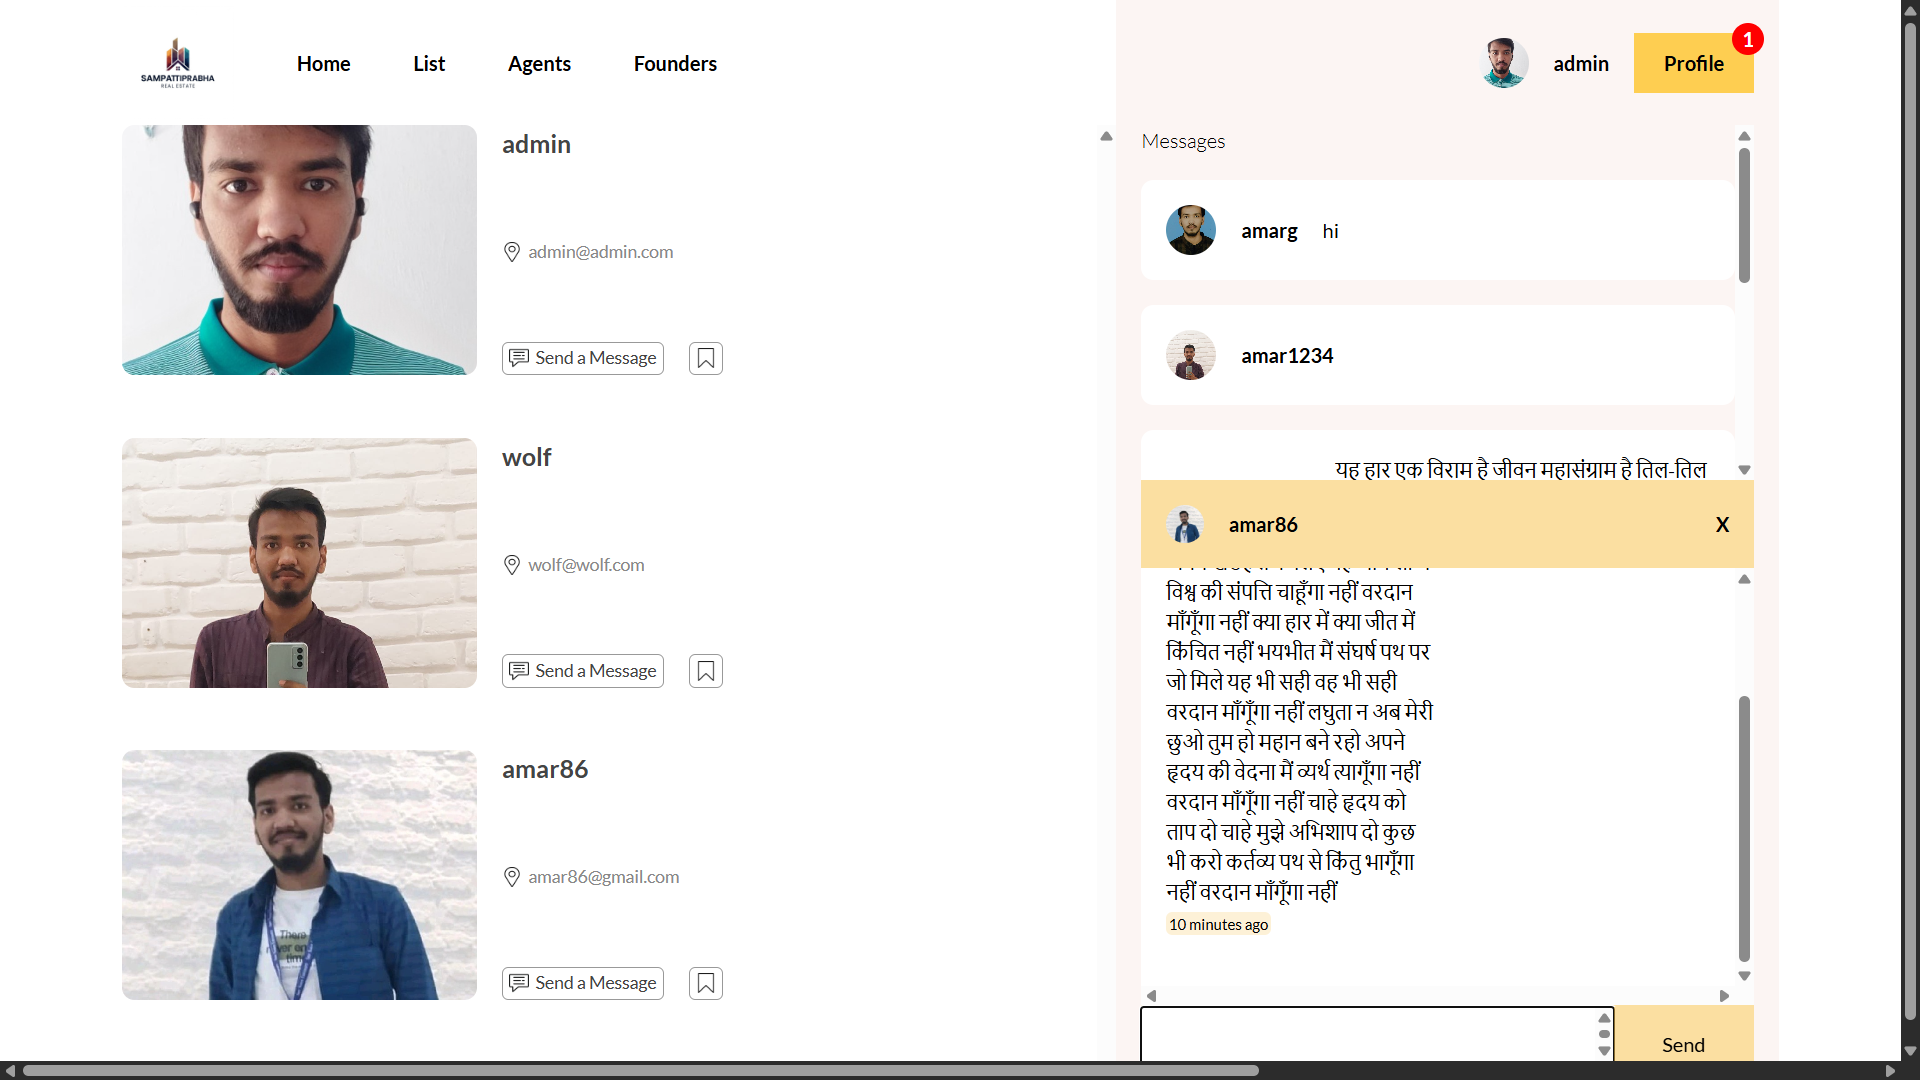 SAMPATTIPRABHA
REAL ESTATE
Home
List
Agents
Founders
admin
Profile
1
admin
admin@admin.com
Send a Message
wolf
wolf@wolf.com
Send a Message
amar86
There
Send a Message
amar86@gmail.com
Messages
amarg
hi
amar1234
यह हार एक विराम है जीवन महासंग्राम है तिल-तिल
amar86
X
विश्व की संपत्ति चाहूँगा नहीं वरदान
माँगूँगा नहीं क्या हार में क्या जीत में
किंचित नहीं भयभीत मैं संघर्ष पथ पर
जो मिले यह भी सही वह भी सही
वरदान माँगूँगा नहीं लघुता न अब मेरी
छुओ तुम हो महान बने रहो अपने
हृदय की वेदना मैं व्यर्थ त्यागूँगा नहीं
वरदान माँगूँगा नहीं चाहे हृदय को
ताप दो चाहे मुझे अभिशाप दो कुछ
भी करो कर्तव्य पथ से किंतु भागूँगा
नहीं वरदान माँगूँगा नहीं
10 minutes ago
Send